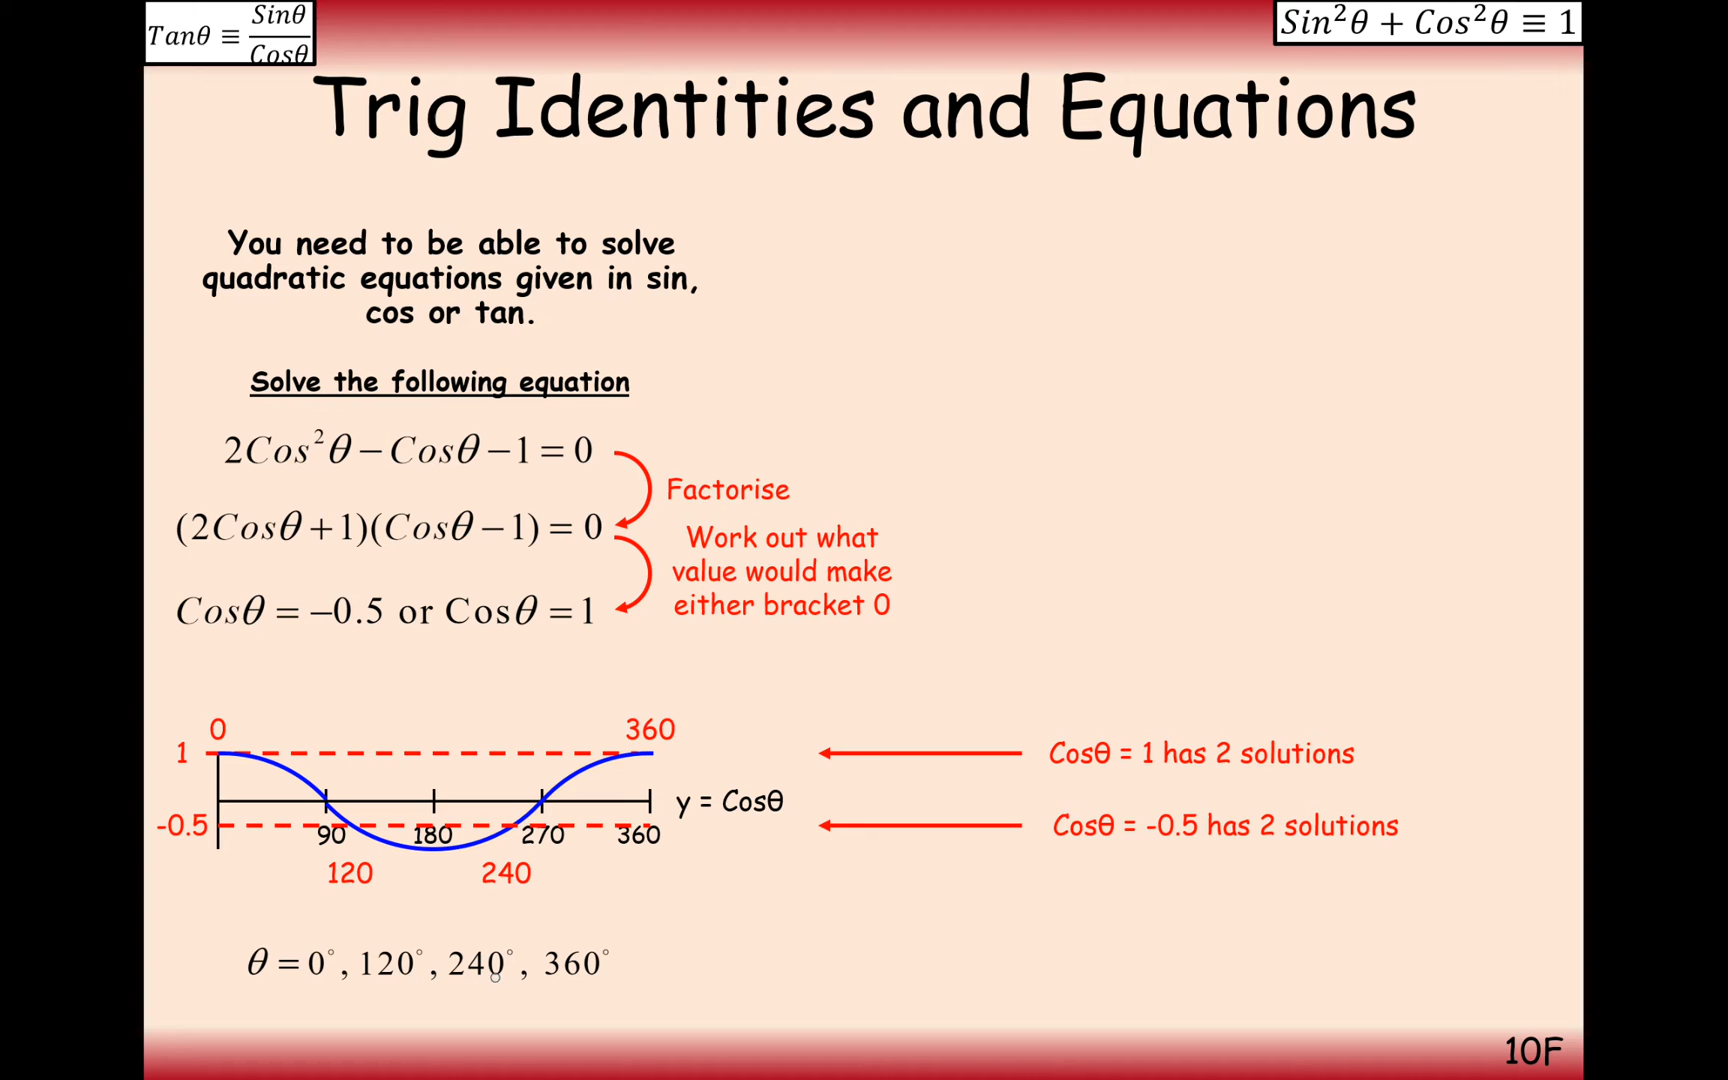 Tanθ ≡ Sinθ/Cosθ
Sin²θ + Cos²θ ≡ 1
Trig Identities and Equations
You need to be able to solve
quadratic equations given in sin,
cos or tan.
Solve the following equation
2Cos²θ − Cosθ − 1 = 0
Factorise
(2Cosθ + 1)(Cosθ − 1) = 0
Work out what
value would make
either bracket 0
Cosθ = −0.5 or Cosθ = 1
0 360
1
Cosθ = 1 has 2 solutions
y = Cosθ
-0.5
90 180 270 360
Cosθ = -0.5 has 2 solutions
120 240
θ = 0°, 120°, 240°, 360°
10F